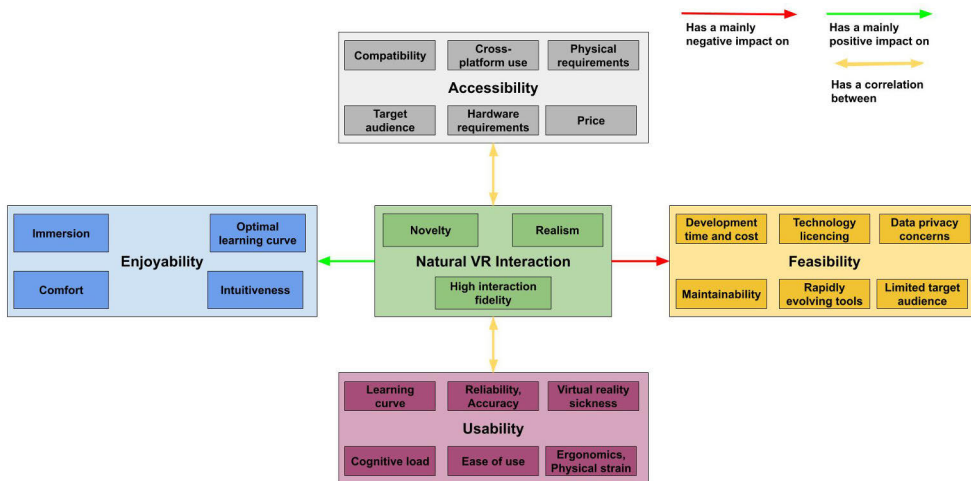 Has a mainly
negative impact on
Has a mainly
positive impact on
Has a correlation
between
Compatibility
Cross-
platform use
Physical
requirements
Accessibility
Target
audience
Hardware
requirements
Price
Immersion
Optimal
learning curve
Enjoyability
Comfort
Intuitiveness
Novelty
Realism
Natural VR Interaction
High interaction
fidelity
Development
time and cost
Technology
licencing
Data privacy
concerns
Feasibility
Maintainability
Rapidly
evolving tools
Limited target
audience
Learning
curve
Reliability,
Accuracy
Virtual reality
sickness
Usability
Cognitive load
Ease of use
Ergonomics,
Physical strain